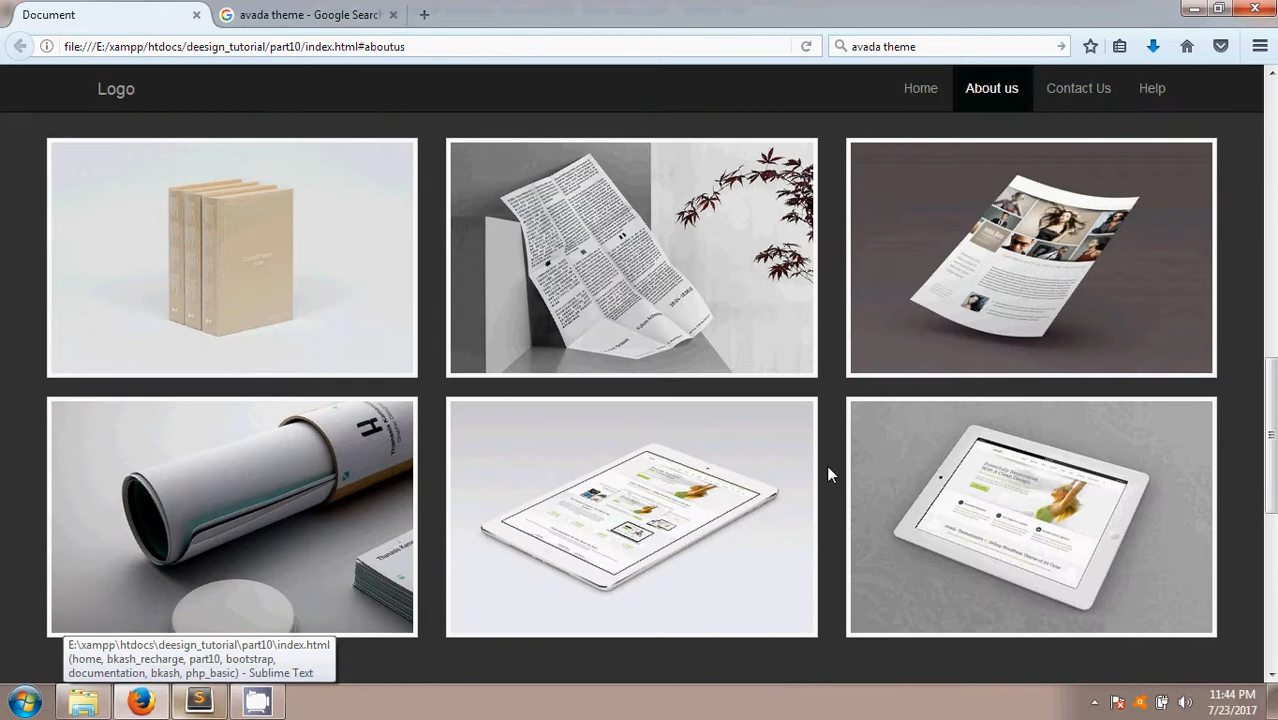 Document
avada theme - Google Search
file:///E:/xampp/htdocs/deesign_tutorial/part10/index.html#aboutus
avada theme
Logo
Home
About us
Contact Us
Help
H
E:\xampp\htdocs\deesign_tutorial\part10\index.html
(home, bkash_recharge, part10, bootstrap,
documentation, bkash, php_basic) - Sublime Text
11:44 PM
7/23/2017